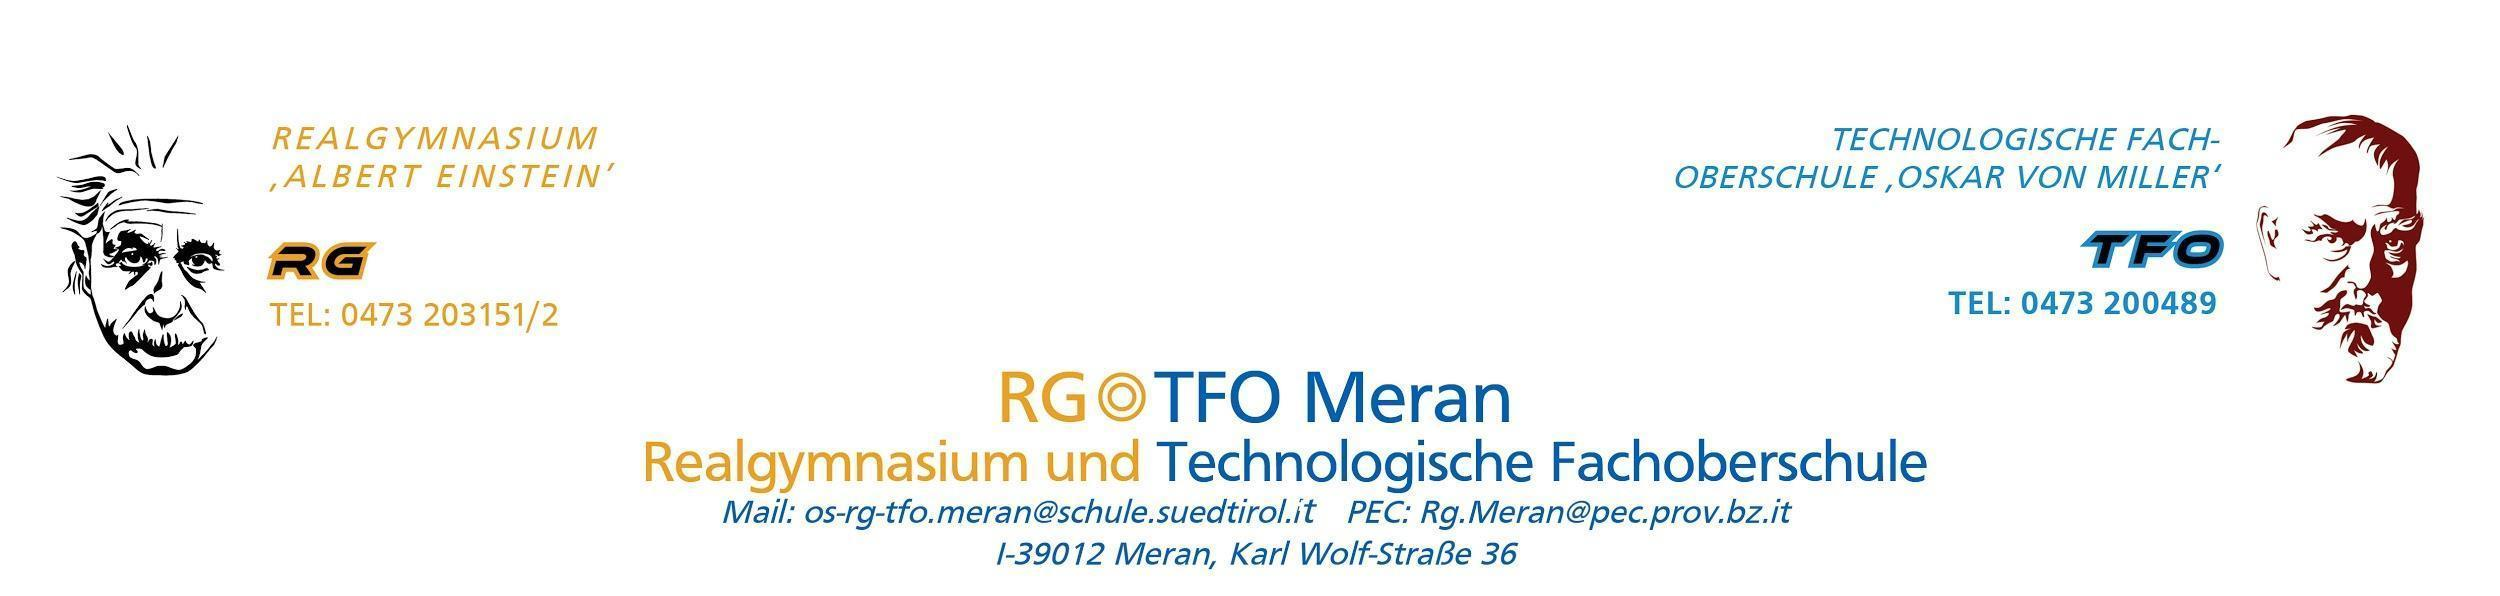 REALGYMNASIUM
‚ALBERT EINSTEIN’
RG
TEL: 0473 203151/2
TECHNOLOGISCHE FACH-
OBERSCHULE ‚OSKAR VON MILLER‘
TFO
TEL: 0473 200489
RG TFO Meran
Realgymnasium und Technologische Fachoberschule
Mail: os-rg-tfo.meran@schule.suedtirol.it PEC: Rg.Meran@pec.prov.bz.it
I-39012 Meran, Karl Wolf-Straße 36